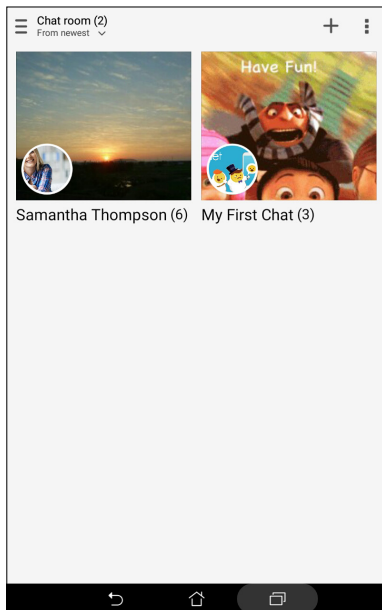 Chat room (2)
From newest
Have Fun!
Samantha Thompson (6)
My First Chat (3)